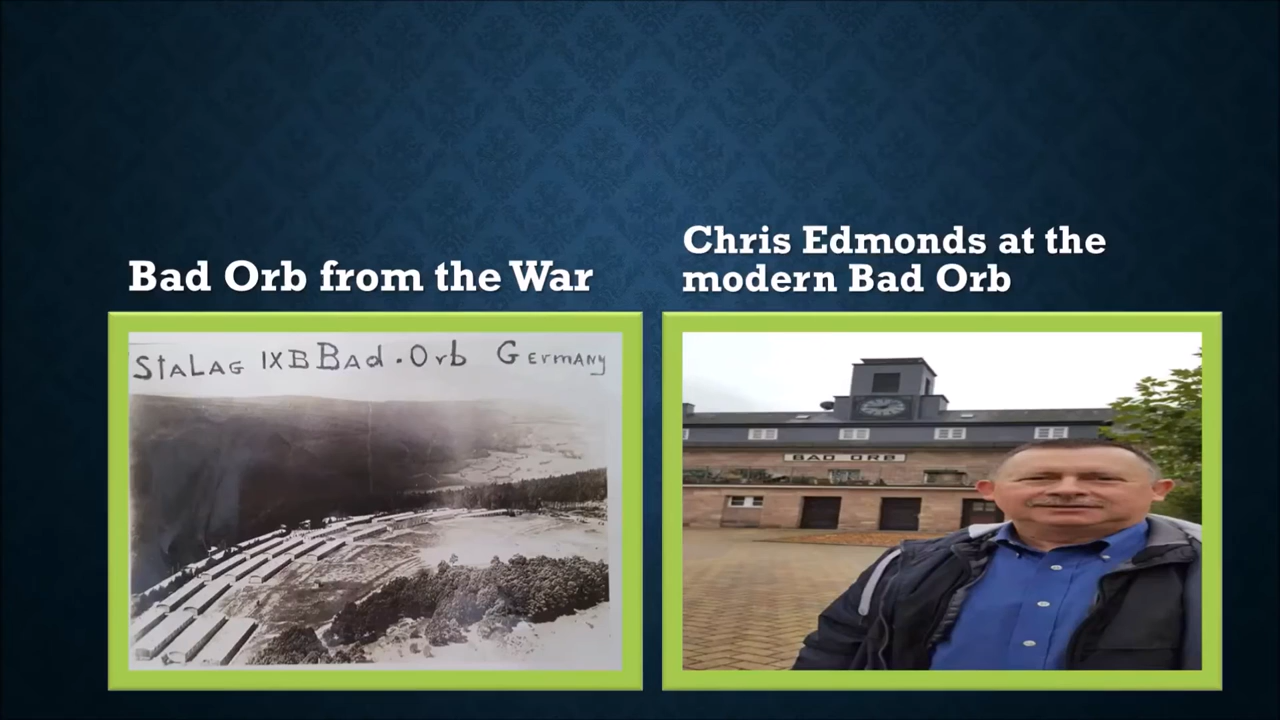 Bad Orb from the War
Chris Edmonds at the
modern Bad Orb
StaLAG IXB Bad.Orb Germany
BAD ORB